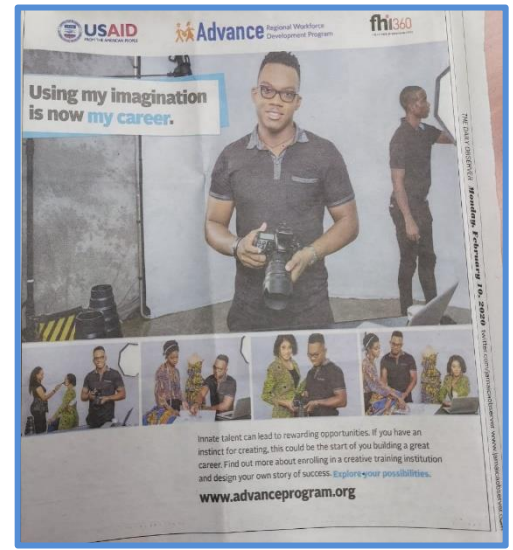 USAID
FROM THE AMERICAN PEOPLE
Advance Regional Workforce
Development Program
fhi360
Using my imagination
is now my career.
THE DAILY OBSERVER Monday, February 10, 2020
Innate talent can lead to rewarding opportunities. If you have an
instinct for creating, this could be the start of you building a great
career. Find out more about enrolling in a creative training institution
and design your own story of success. Explore your possibilities.
www.advanceprogram.org